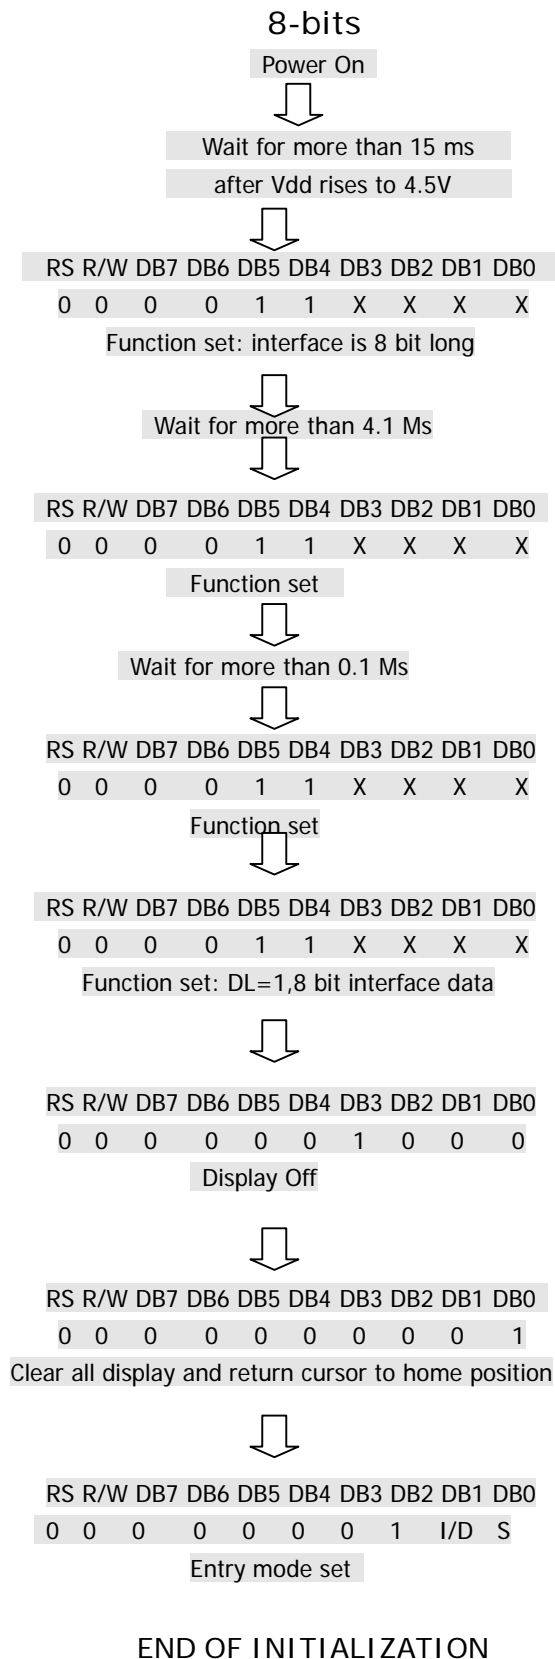 8-bits
Power On
Wait for more than 15 ms
after Vdd rises to 4.5V
RS R/W DB7 DB6 DB5 DB4 DB3 DB2 DB1 DB0
0 0 0 0 1 1 X X X X
Function set: interface is 8 bit long
Wait for more than 4.1 Ms
RS R/W DB7 DB6 DB5 DB4 DB3 DB2 DB1 DB0
0 0 0 0 1 1 X X X X
Function set
Wait for more than 0.1 Ms
RS R/W DB7 DB6 DB5 DB4 DB3 DB2 DB1 DB0
0 0 0 0 1 1 X X X X
Function set
RS R/W DB7 DB6 DB5 DB4 DB3 DB2 DB1 DB0
0 0 0 0 1 1 X X X X
Function set: DL=1,8 bit interface data
RS R/W DB7 DB6 DB5 DB4 DB3 DB2 DB1 DB0
0 0 0 0 0 0 1 0 0 0
Display Off
RS R/W DB7 DB6 DB5 DB4 DB3 DB2 DB1 DB0
0 0 0 0 0 0 0 0 0 1
Clear all display and return cursor to home position
RS R/W DB7 DB6 DB5 DB4 DB3 DB2 DB1 DB0
0 0 0 0 0 0 0 1 I/D S
Entry mode set
END OF INITIALIZATION